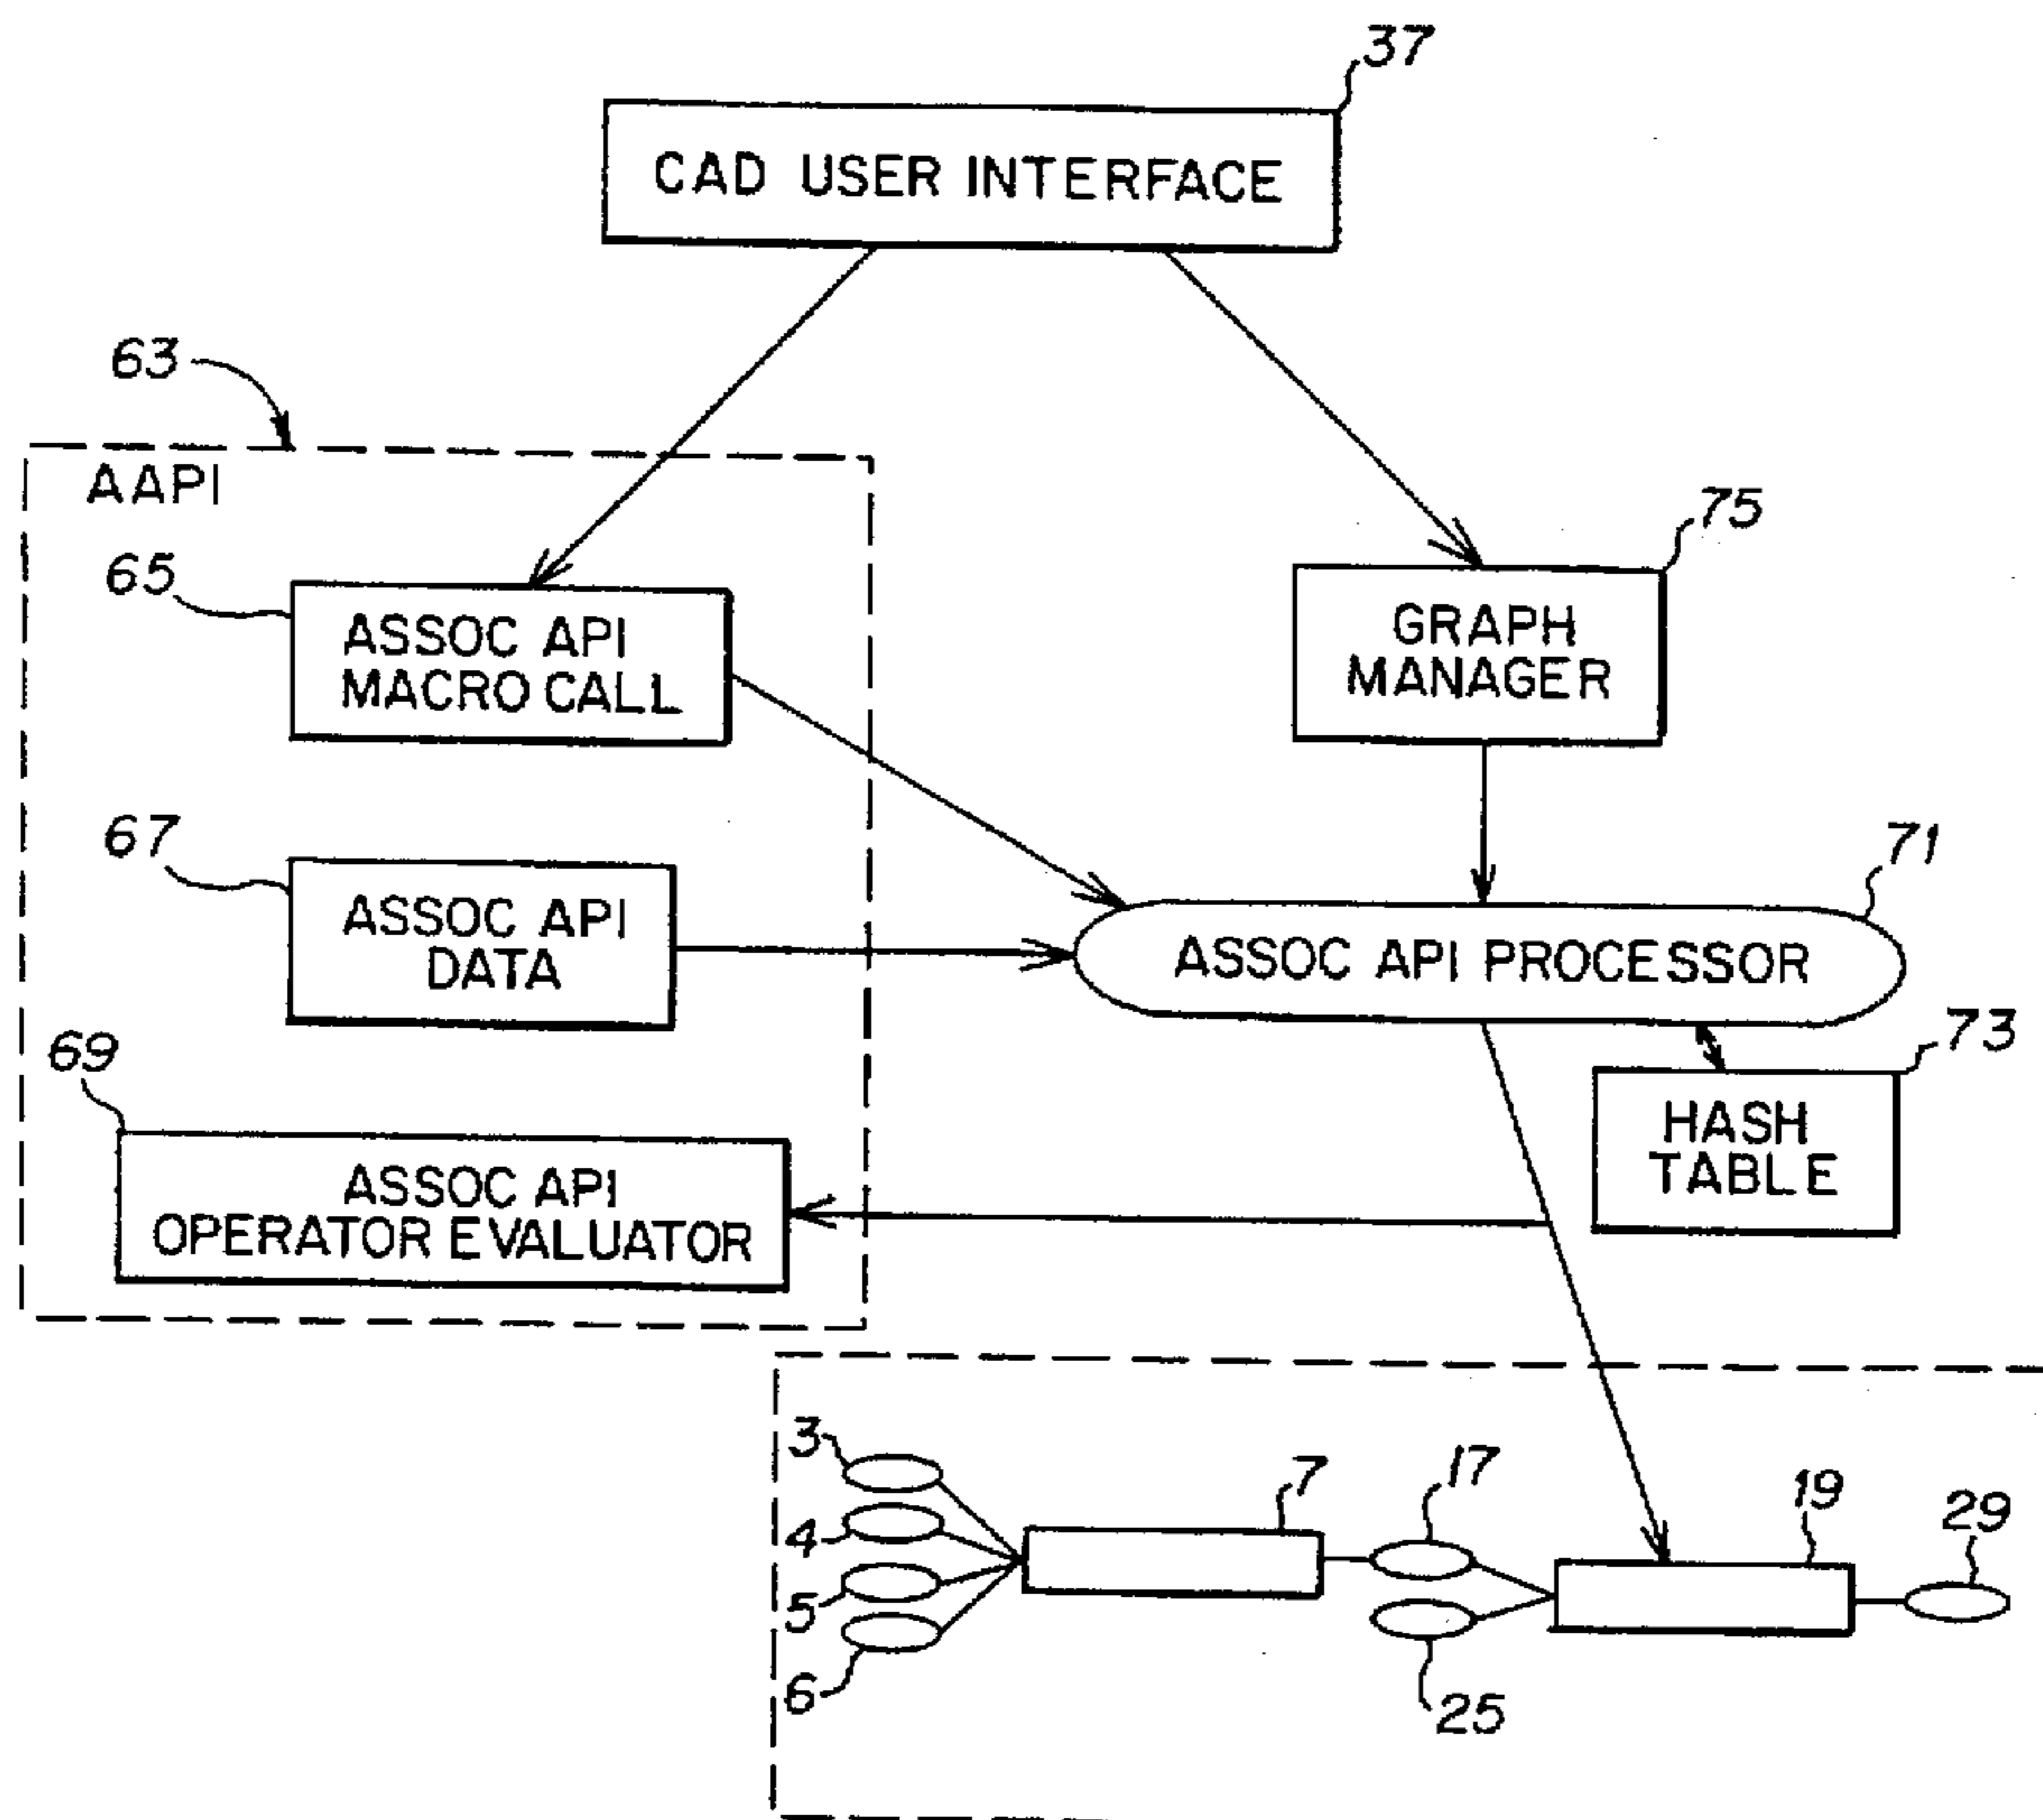 37
CAD USER INTERFACE
63
AAPI
75
65
ASSOC API
MACRO CALL
GRAPH
MANAGER
67
71
ASSOC API
DATA
ASSOC API PROCESSOR
69
73
HASH
TABLE
ASSOC API
OPERATOR EVALUATOR
3
7
17
19
29
4
5
6
25